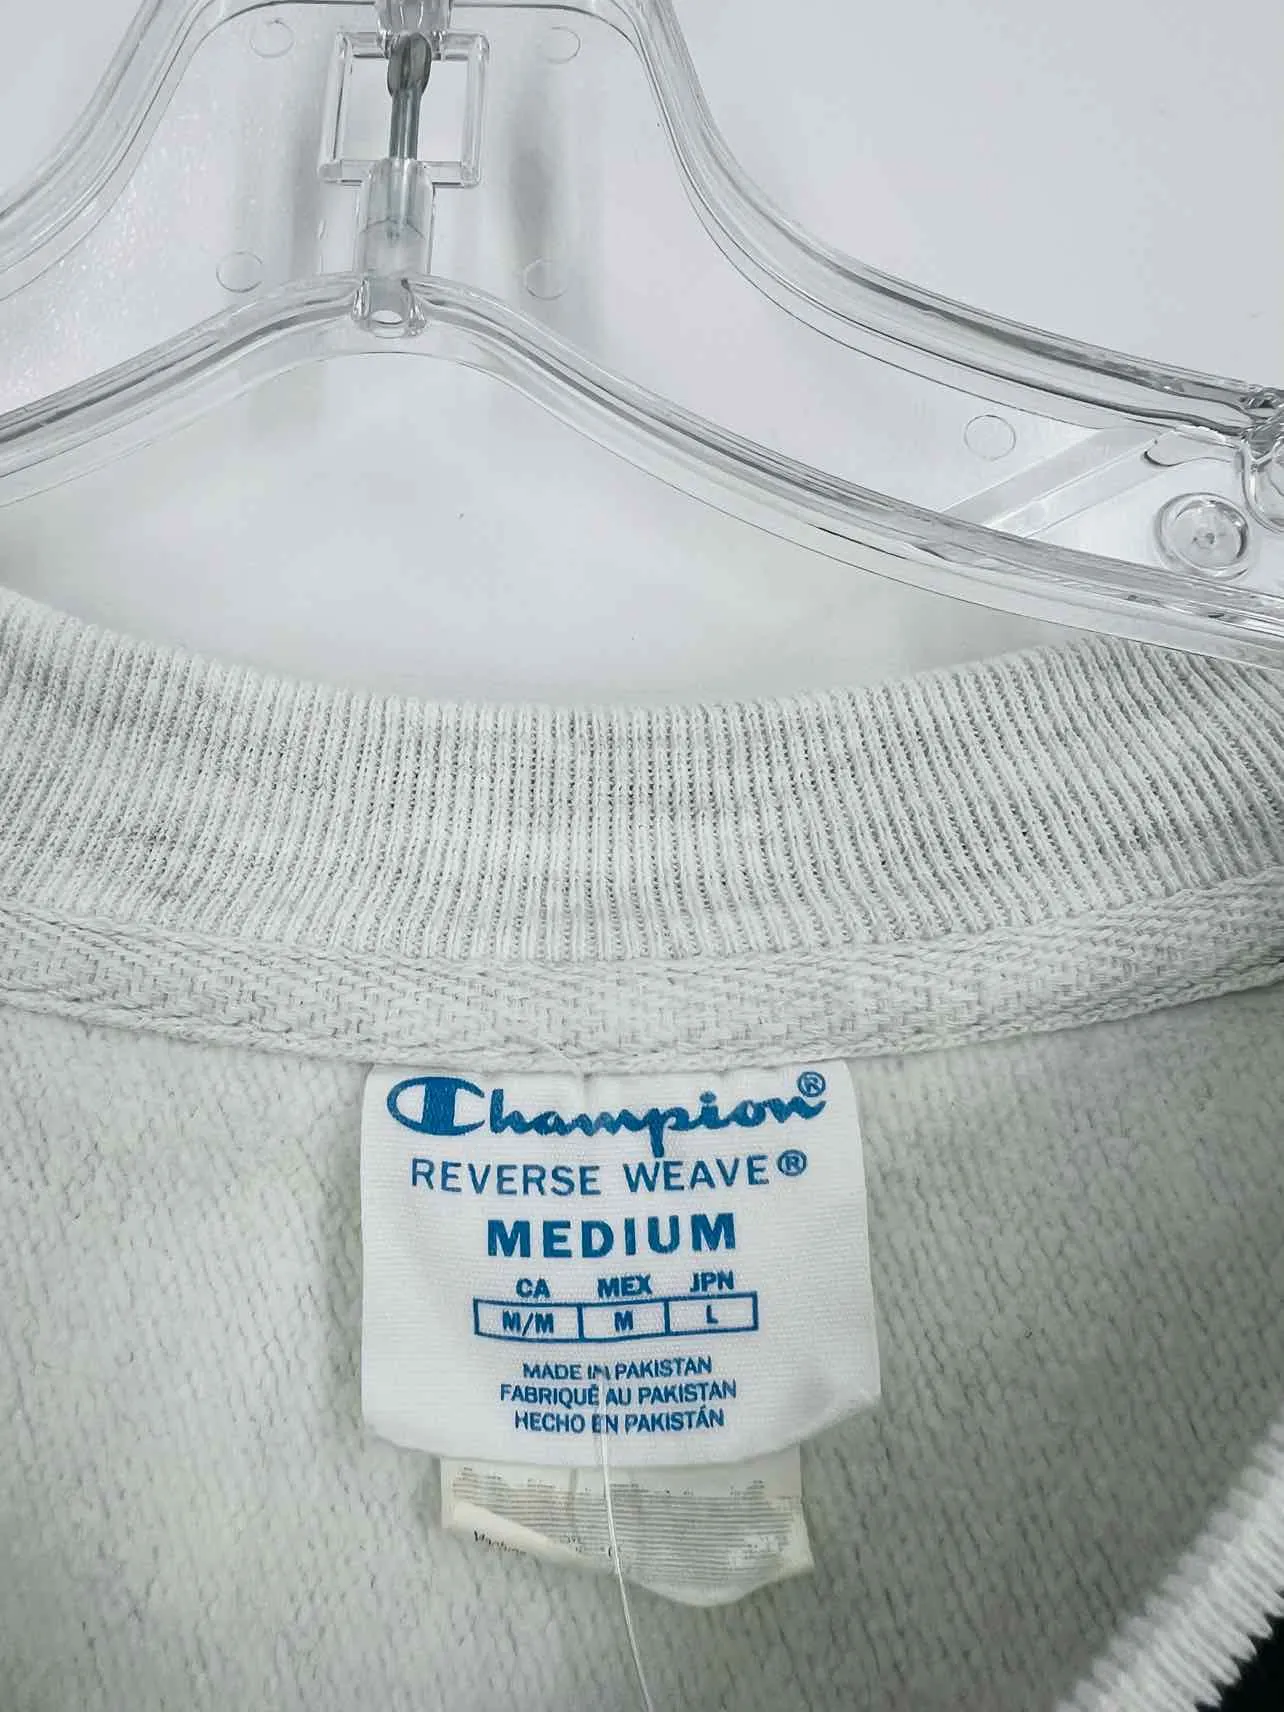 Champion®
REVERSE WEAVE®
MEDIUM
CA MEX JPN
M/M M L
MADE IN PAKISTAN
FABRIQUÉ AU PAKISTAN
HECHO EN PAKISTÁN